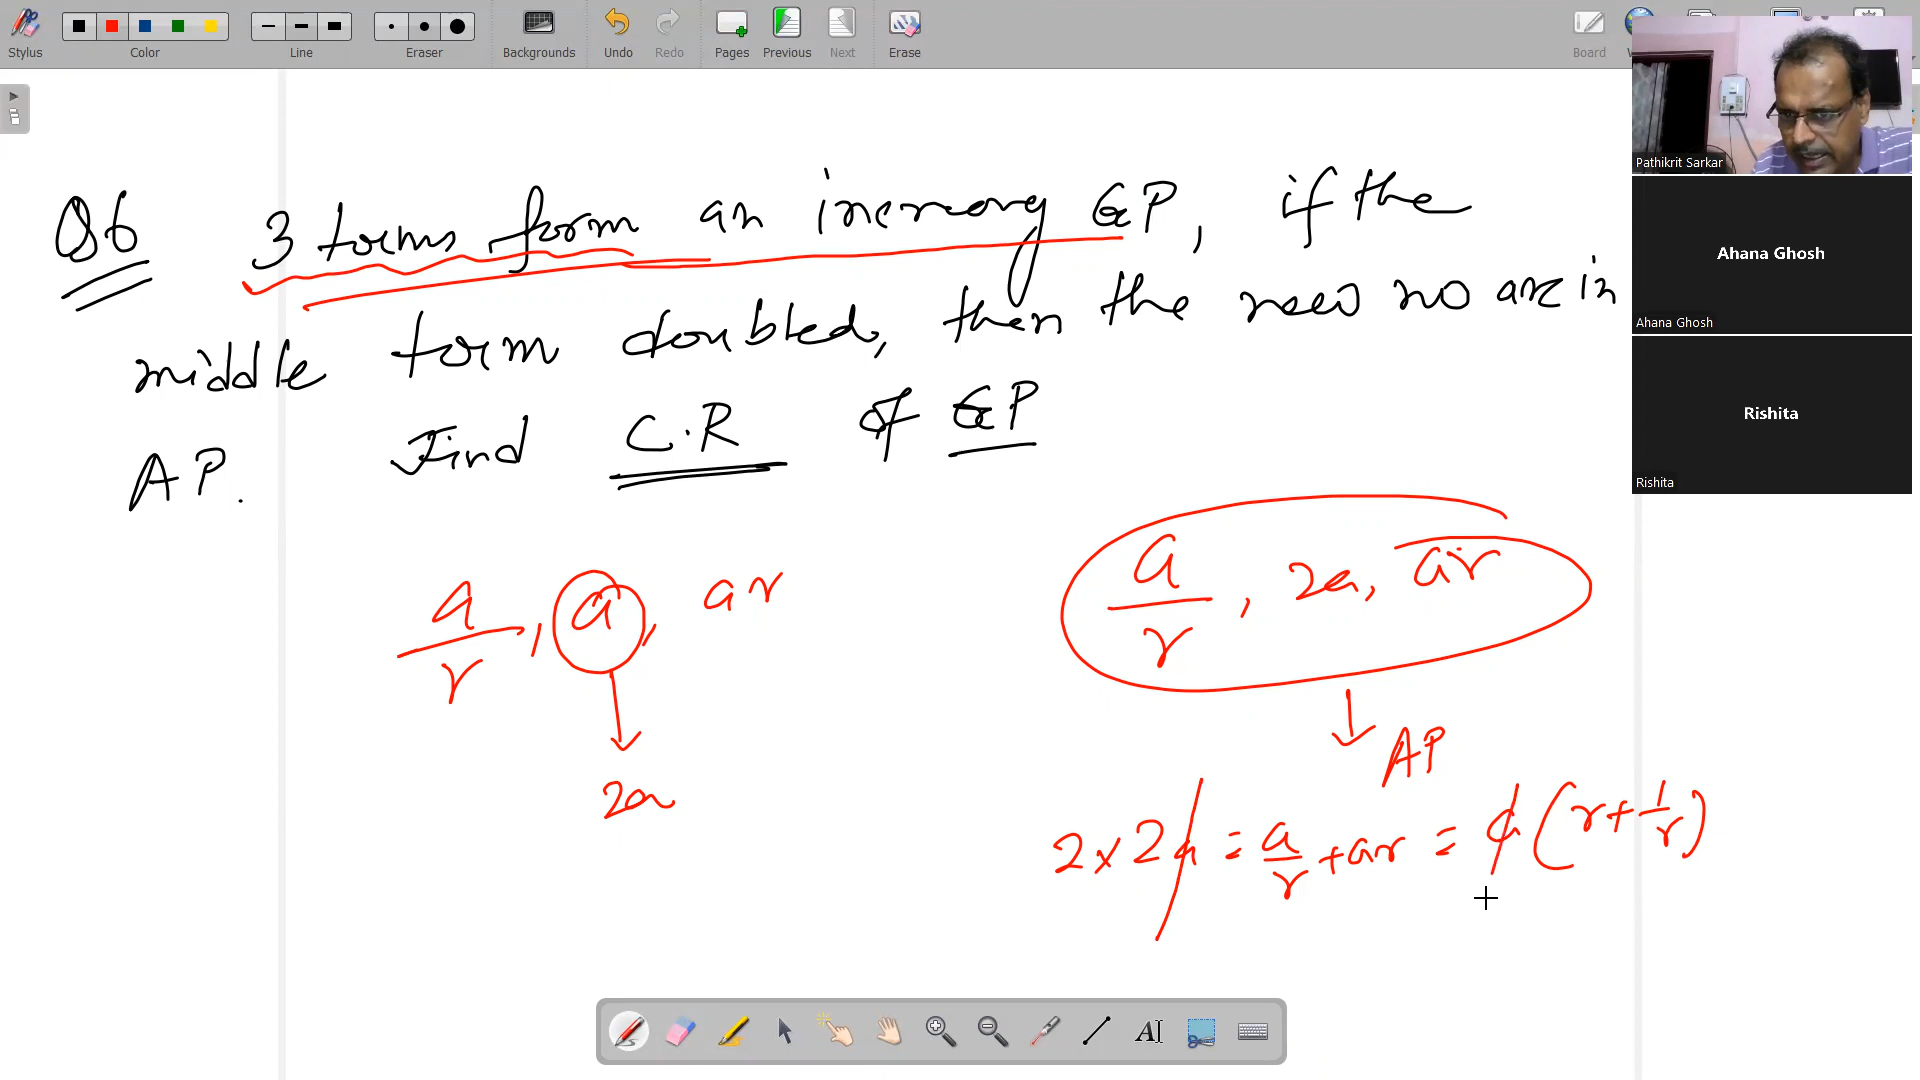 Stylus Color Line Eraser Backgrounds Undo Redo Pages Previous Next Erase Board
Pathikrit Sarkar
Ahana Ghosh
Ahana Ghosh
Rishita
Rishita
Q6 3 terms form an increasing GP, if the
middle term doubled, then the new no are in
AP. Find C.R of GP
a/r, a, ar
2a
a/r, 2a, ar
AP
2 × 2a = a/r + ar = a (r + 1/r)